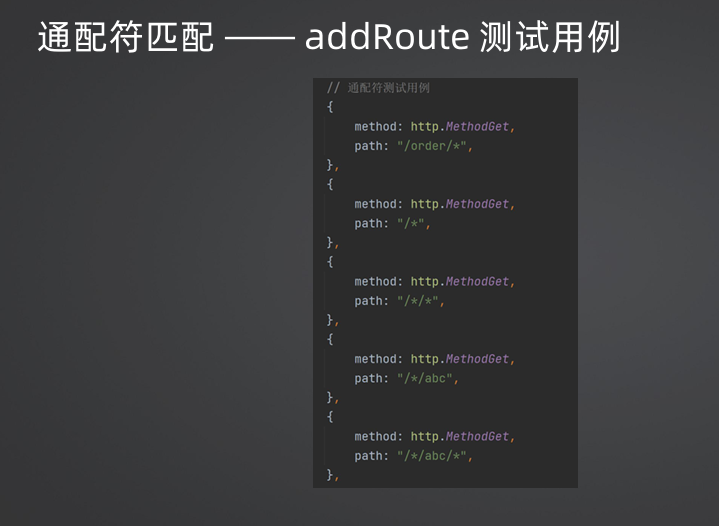 通配符匹配 —— addRoute 测试用例
// 通配符测试用例
{
method: http.MethodGet,
path: "/order/*",
},
{
method: http.MethodGet,
path: "/*",
},
{
method: http.MethodGet,
path: "/*/*",
},
{
method: http.MethodGet,
path: "/*/abc",
},
{
method: http.MethodGet,
path: "/*/abc/*",
},